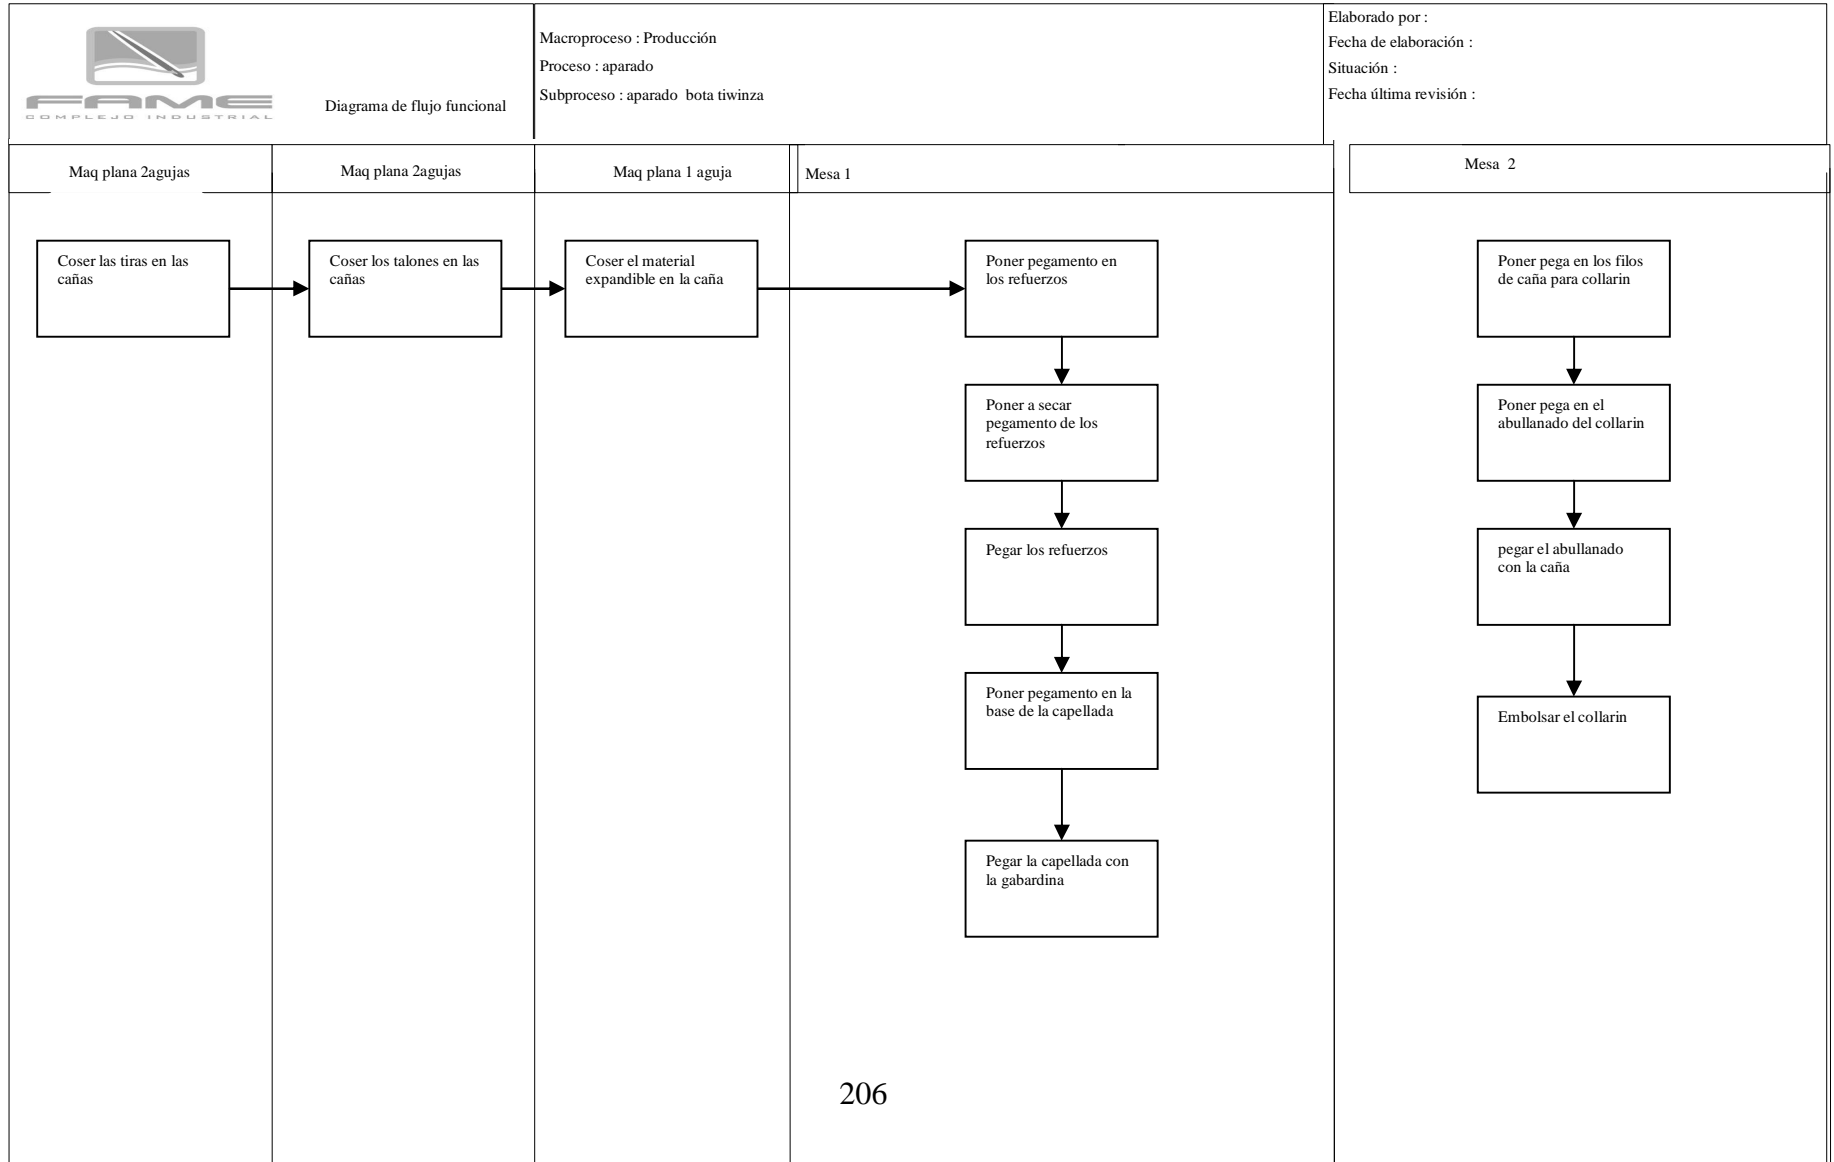 FAME
COMPLEJO INDUSTRIAL
Diagrama de flujo funcional
Macroproceso : Producción
Proceso : aparado
Subproceso : aparado bota tiwinza
Elaborado por :
Fecha de elaboración :
Situación :
Fecha última revisión :
Maq plana 2agujas
Maq plana 2agujas
Maq plana 1 aguja
Mesa 1
Mesa 2
Coser las tiras en las
cañas
Coser los talones en las
cañas
Coser el material
expandible en la caña
Poner pegamento en
los refuerzos
Poner a secar
pegamento de los
refuerzos
Pegar los refuerzos
Poner pegamento en la
base de la capellada
Pegar la capellada con
la gabardina
Poner pega en los filos
de caña para collarin
Poner pega en el
abullanado del collarin
pegar el abullanado
con la caña
Embolsar el collarin
206